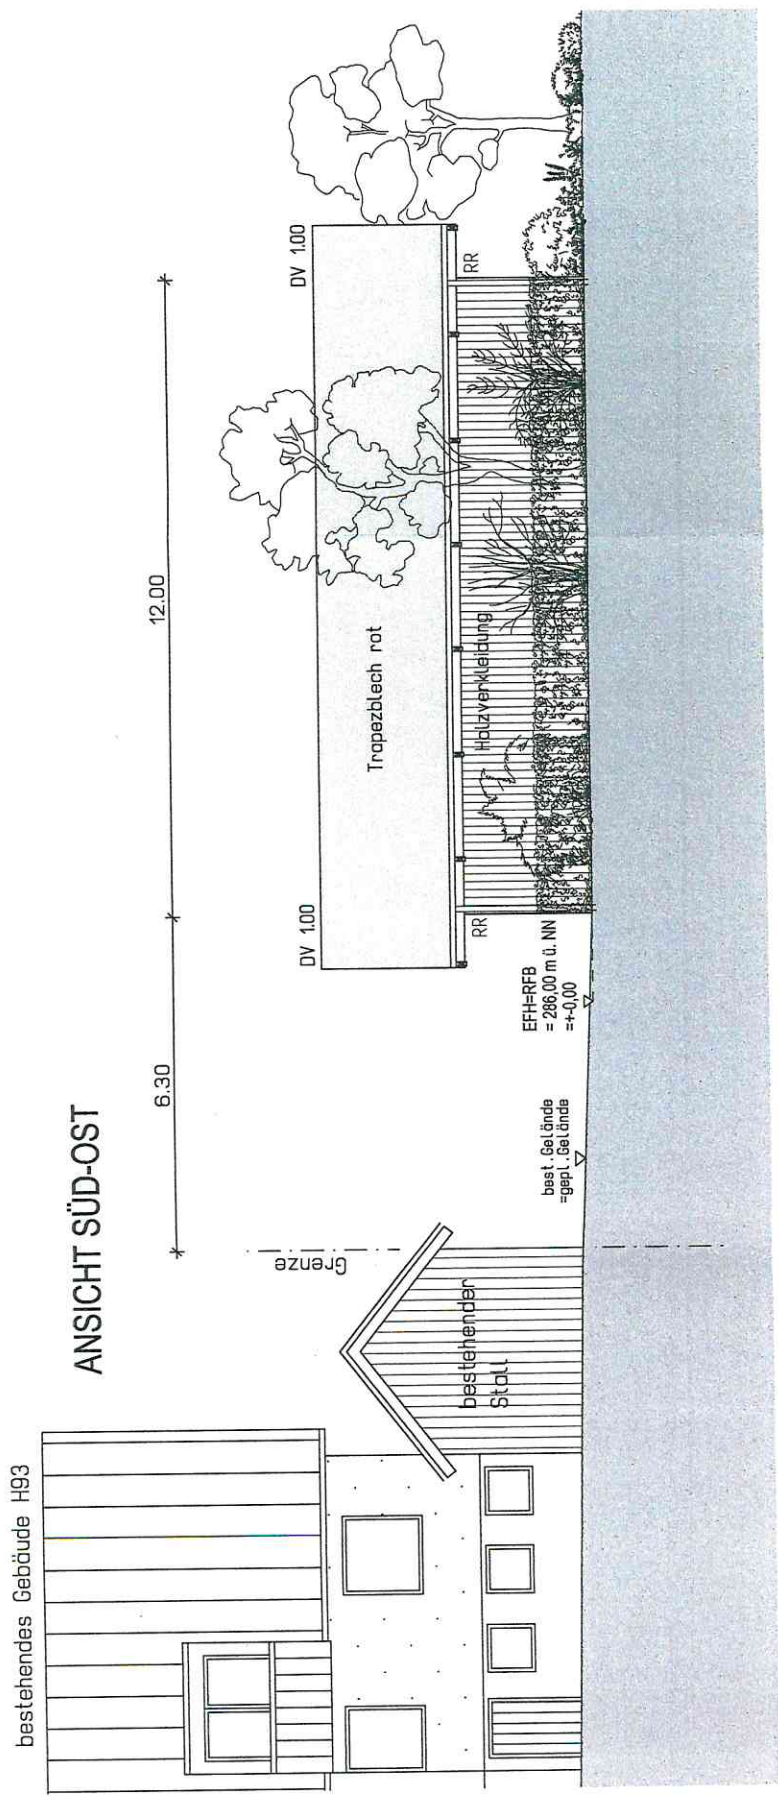 bestehendes Gebäude H93
ANSICHT SÜD-OST
6.30
12.00
Grenze
DV 1.00
DV 1.00
Trapezblech rot
Holzverkleidung
RR
RR
bestehender
Stall
best.Gelände
=gepl.Gelände
EFH=RFB
= 286,00 m ü. NN
=+-0,00